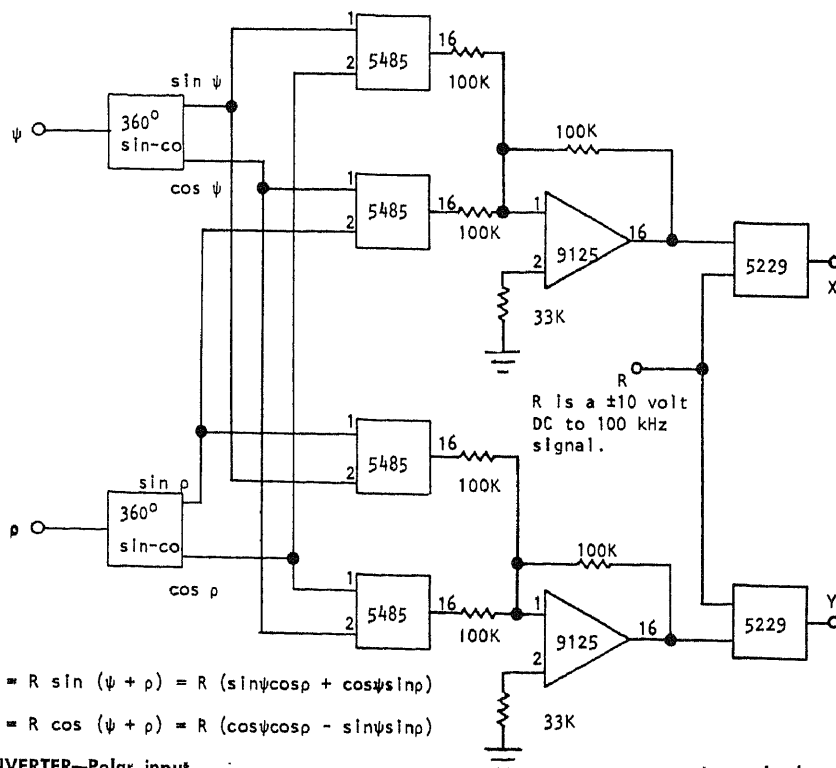 1
16
2
5485
100K
sin ψ
ψ
360°
sin-co
100K
cos ψ
1
2
5485
16
100K
1
16
2
9125
5229
X
33K
R
R is a ±10 volt
DC to 100 kHz
signal.
1
16
2
5485
100K
sin ρ
ρ
360°
sin-co
100K
cos ρ
1
2
5485
16
100K
1
16
2
9125
5229
Y
33K
= R sin (ψ + ρ) = R (sinψcosρ + cosψsinρ)
= R cos (ψ + ρ) = R (cosψcosρ - sinψsinρ)
VERTER—Polar input